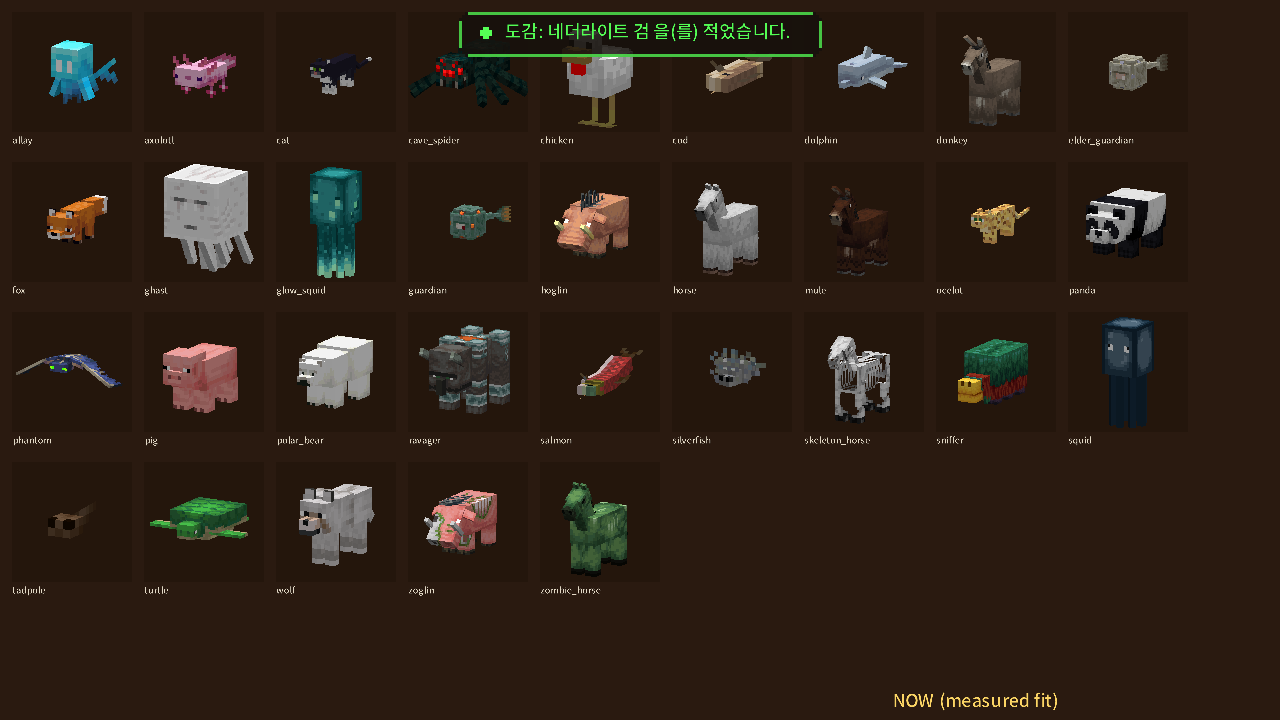 도감: 네더라이트 검 을(를) 적었습니다.
allay
axolotl
cat
cave_spider
chicken
cod
dolphin
donkey
elder_guardian
fox
ghast
glow_squid
guardian
hoglin
horse
mule
ocelot
panda
phantom
pig
polar_bear
ravager
salmon
silverfish
skeleton_horse
sniffer
squid
tadpole
turtle
wolf
zoglin
zombie_horse
NOW (measured fit)